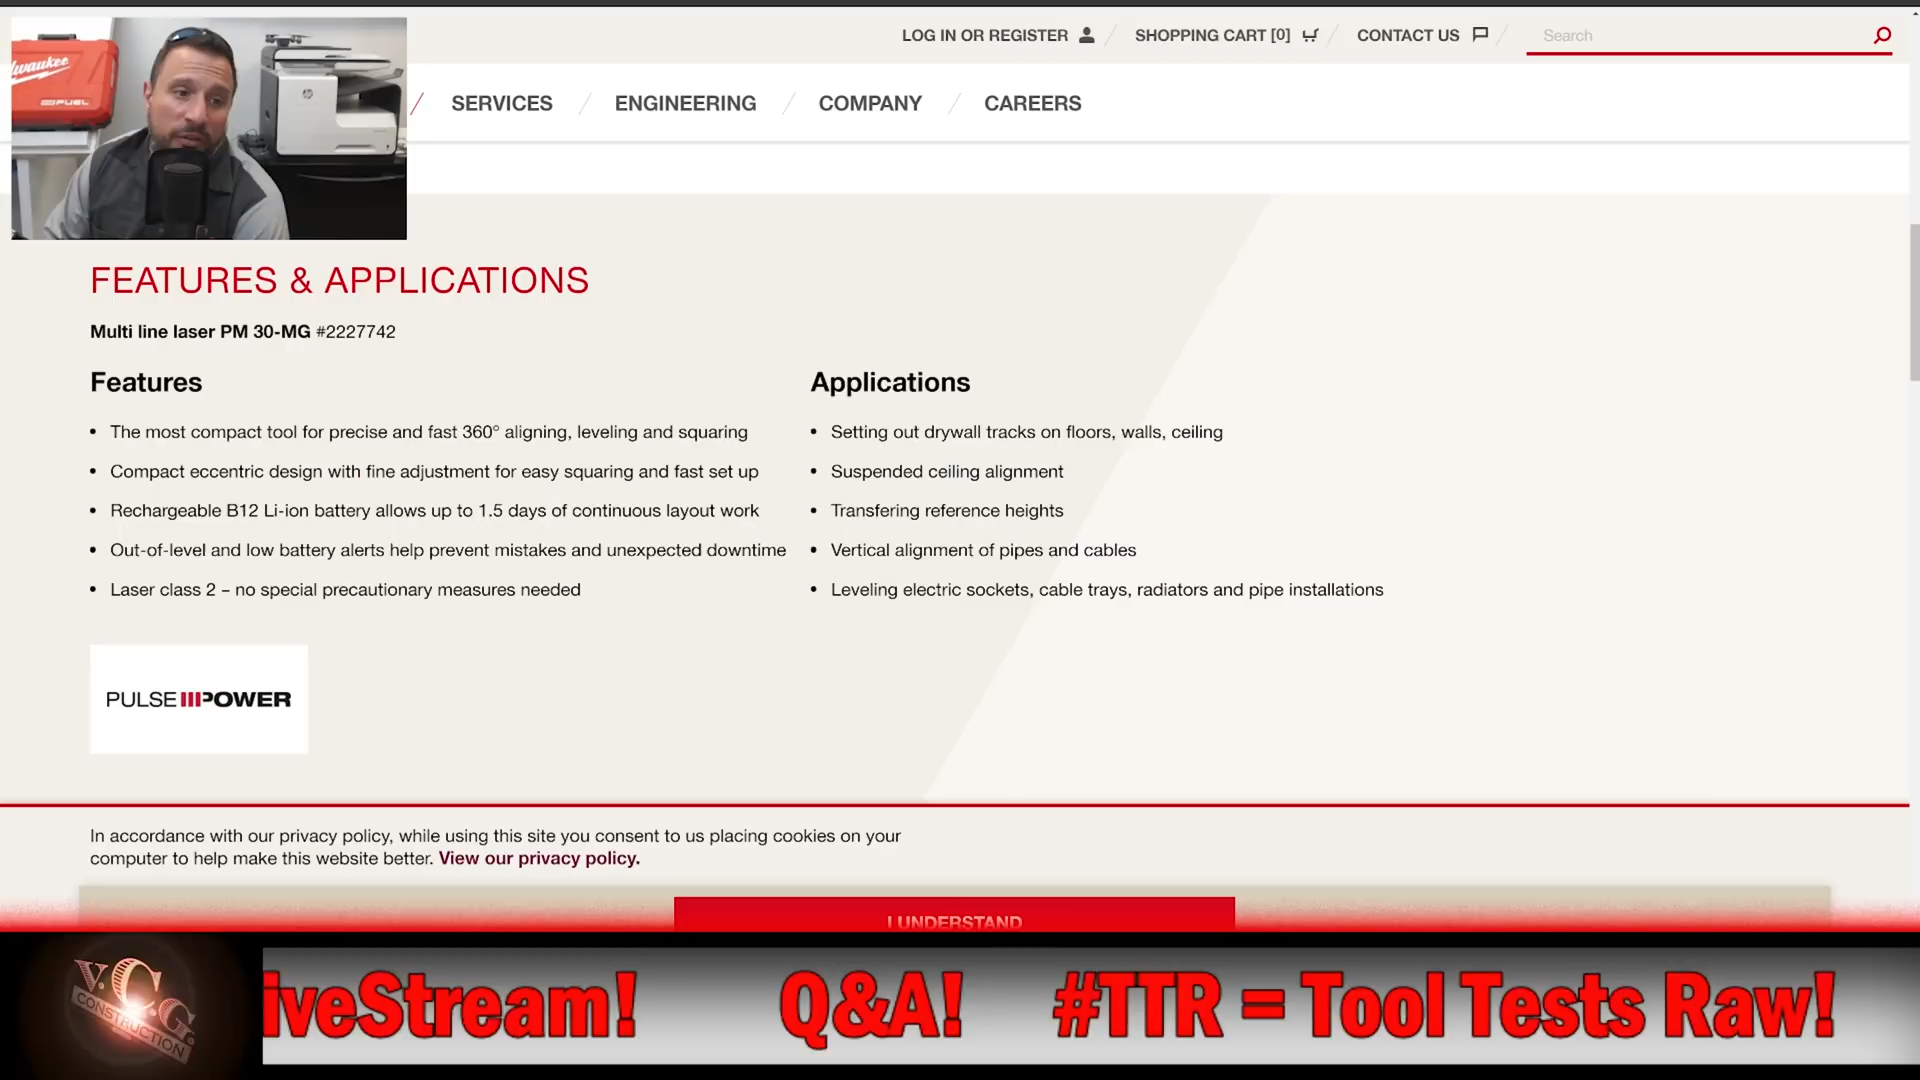 LOG IN OR REGISTER
SHOPPING CART [0]
CONTACT US
Search
SERVICES
ENGINEERING
COMPANY
CAREERS
lwaukee
FUEL
hp
FEATURES & APPLICATIONS
Multi line laser PM 30-MG #2227742
Features
The most compact tool for precise and fast 360° aligning, leveling and squaring
Compact eccentric design with fine adjustment for easy squaring and fast set up
Rechargeable B12 Li-ion battery allows up to 1.5 days of continuous layout work
Out-of-level and low battery alerts help prevent mistakes and unexpected downtime
Laser class 2 – no special precautionary measures needed
Applications
Setting out drywall tracks on floors, walls, ceiling
Suspended ceiling alignment
Transfering reference heights
Vertical alignment of pipes and cables
Leveling electric sockets, cable trays, radiators and pipe installations
PULSE POWER
In accordance with our privacy policy, while using this site you consent to us placing cookies on your
computer to help make this website better. View our privacy policy.
I UNDERSTAND
V.C.G.
CONSTRUCTION
iveStream! Q&A! #TTR = Tool Tests Raw!